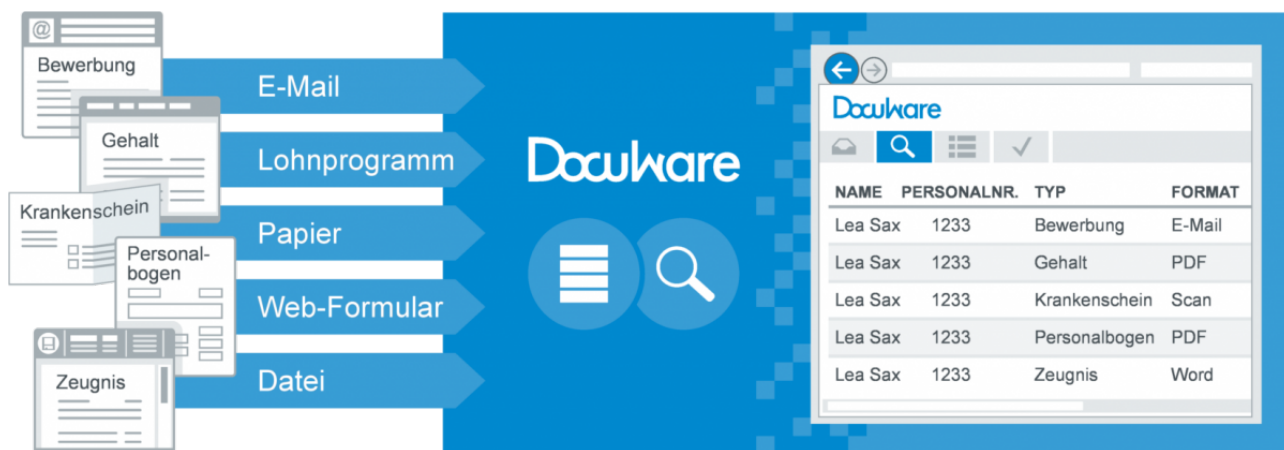 @
Bewerbung
Gehalt
Krankenschein
Personal-
bogen
Zeugnis
E-Mail
Lohnprogramm
Papier
Web-Formular
Datei
DocuWare
DocuWare
NAME PERSONALNR. TYP FORMAT
Lea Sax 1233 Bewerbung E-Mail
Lea Sax 1233 Gehalt PDF
Lea Sax 1233 Krankenschein Scan
Lea Sax 1233 Personalbogen PDF
Lea Sax 1233 Zeugnis Word